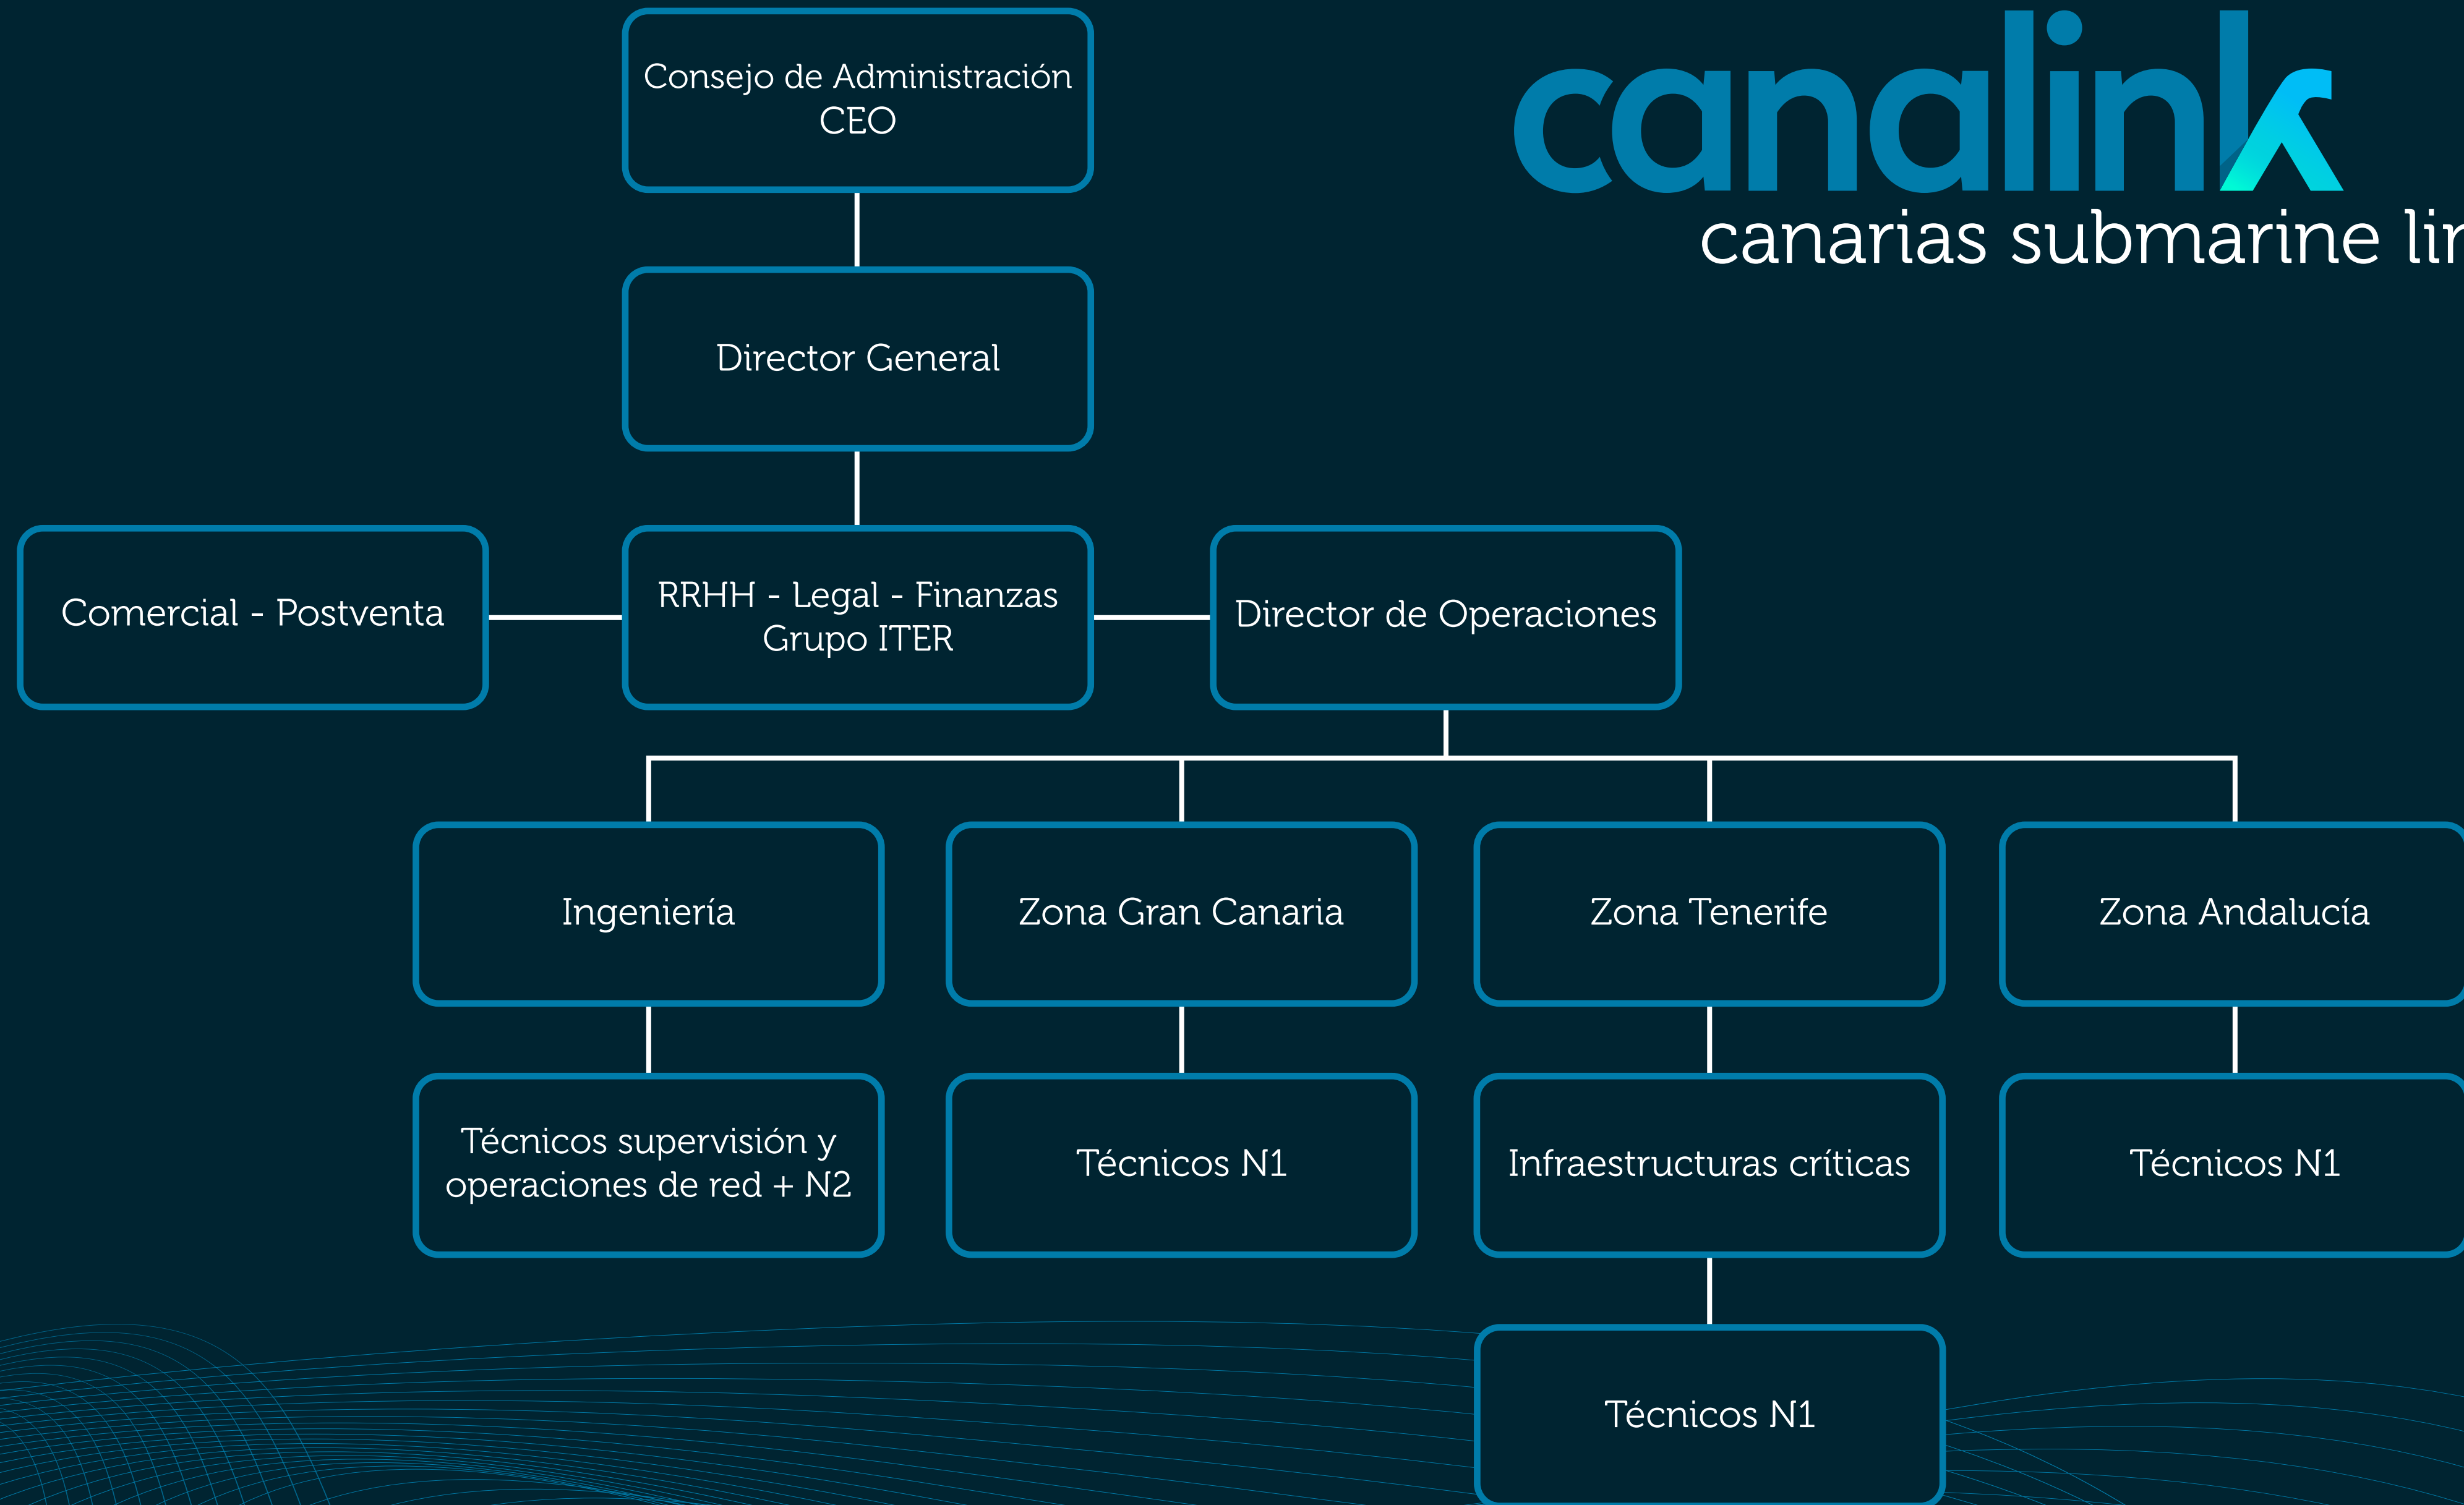 Consejo de Administración
CEO
canalink
canarias submarine
Director General
Comercial - Postventa
RRHH - Legal - Finanzas
Grupo ITER
Director de Operaciones
Ingeniería
Zona Gran Canaria
Zona Tenerife
Zona Andalucía
Técnicos supervisión y
operaciones de red + N2
Técnicos N1
Infraestructuras críticas
Técnicos N1
Técnicos N1